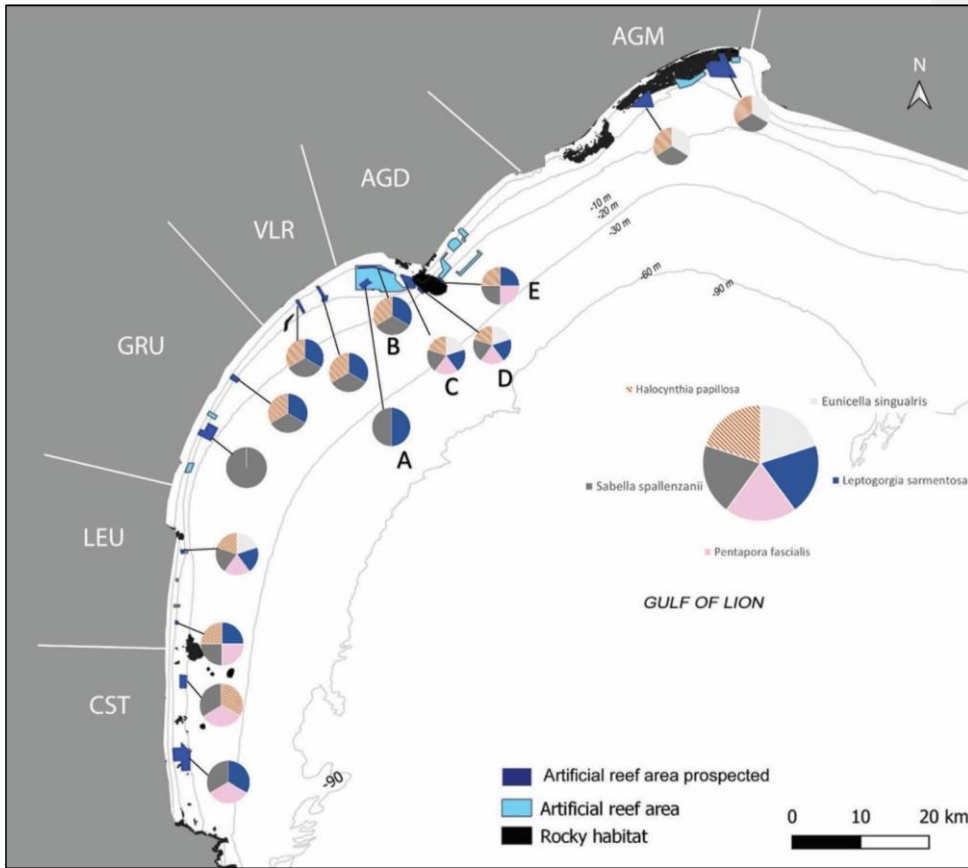 AGM
N
AGD
VLR
-10 m
-20 m
-30 m
-60 m
-90 m
E
B
C
D
GRU
A
Halocynthia papillosa
Eunicella singualris
Sabella spallenzanii
Leptogorgia sarmentosa
Pentapora fascialis
LEU
GULF OF LION
CST
-90
Artificial reef area prospected
Artificial reef area
Rocky habitat
0 10 20 km